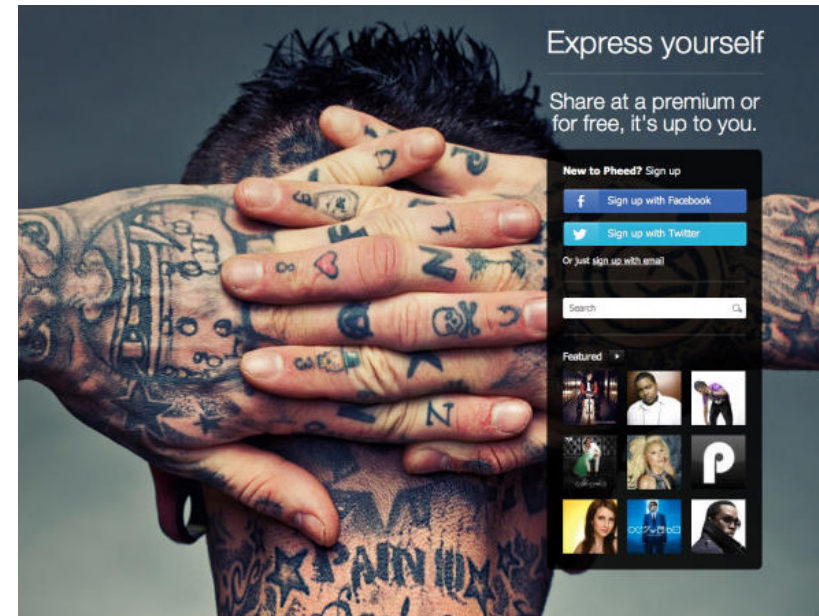 Express yourself
Share at a premium or
for free, it's up to you.
New to Pheed? Sign up
Sign up with Facebook
Sign up with Twitter
Or just sign up with email
Search
Featured
PAIN